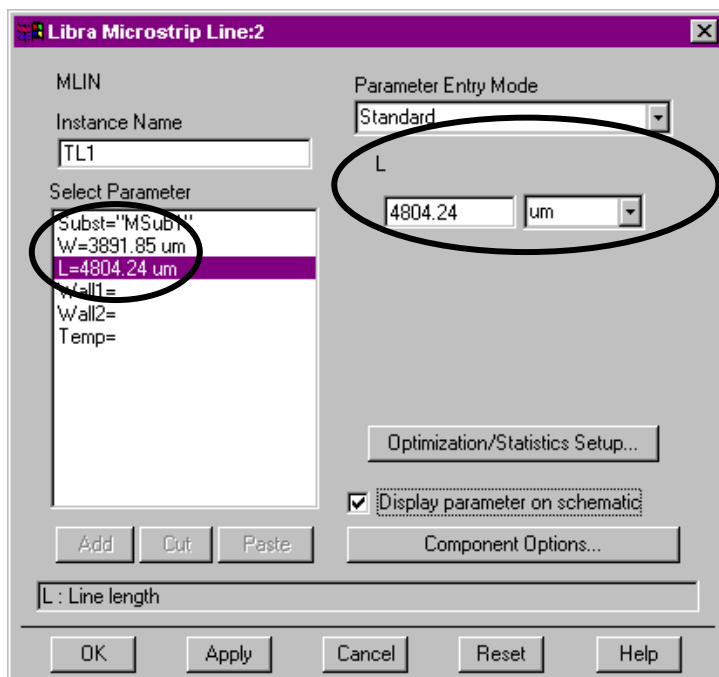 Libra Microstrip Line:2
MLIN
Instance Name
TL1
Select Parameter
Subst="MSub1"
W=3891.85 um
L=4804.24 um
Wall1=
Wall2=
Temp=
Add
Cut
Paste
Parameter Entry Mode
Standard
L
4804.24
um
Optimization/Statistics Setup...
Display parameter on schematic
Component Options...
L : Line length
OK
Apply
Cancel
Reset
Help